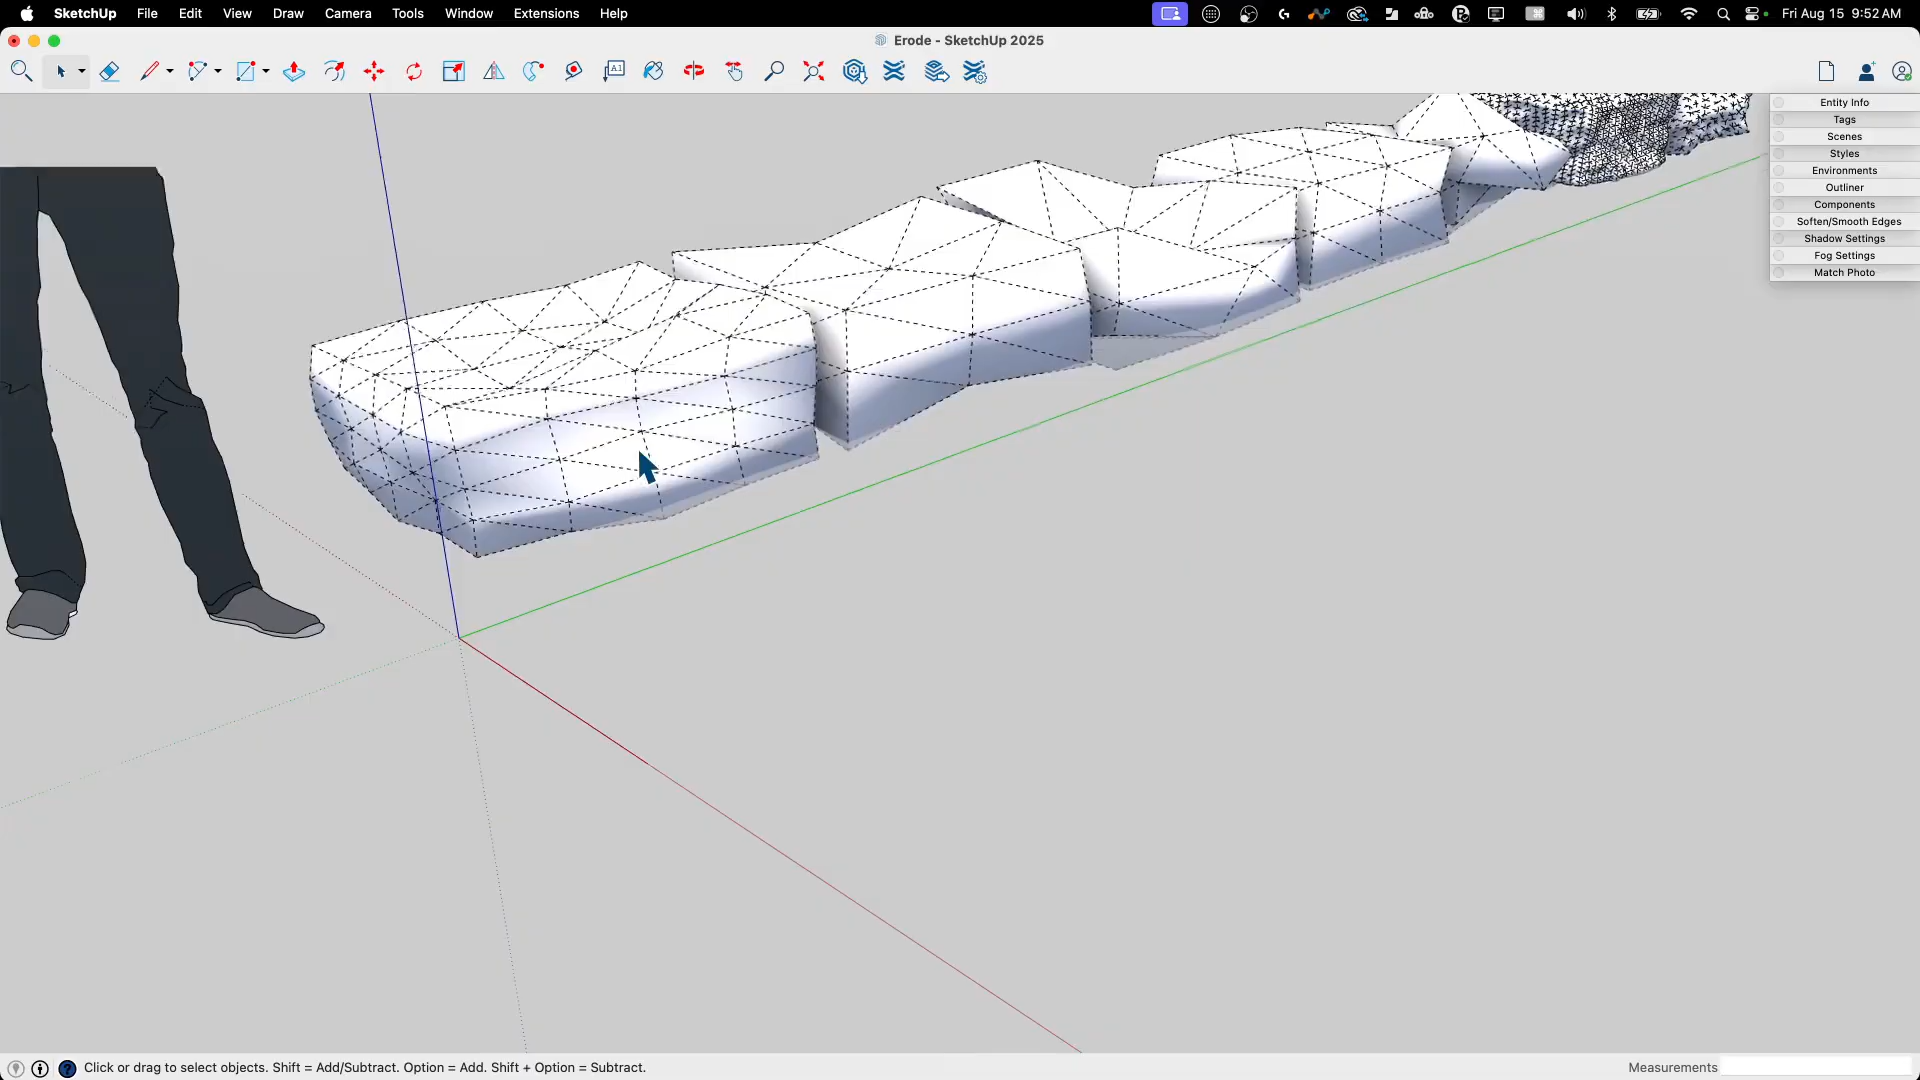 SketchUp File Edit View Draw Camera Tools Window Extensions Help Fri Aug 15 9:52 AM
Erode - SketchUp 2025
A1
Entity Info
Tags
Scenes
Styles
Environments
Outliner
Components
Soften/Smooth Edges
Shadow Settings
Fog Settings
Match Photo
Click or drag to select objects. Shift = Add/Subtract. Option = Add. Shift + Option = Subtract. Measurements